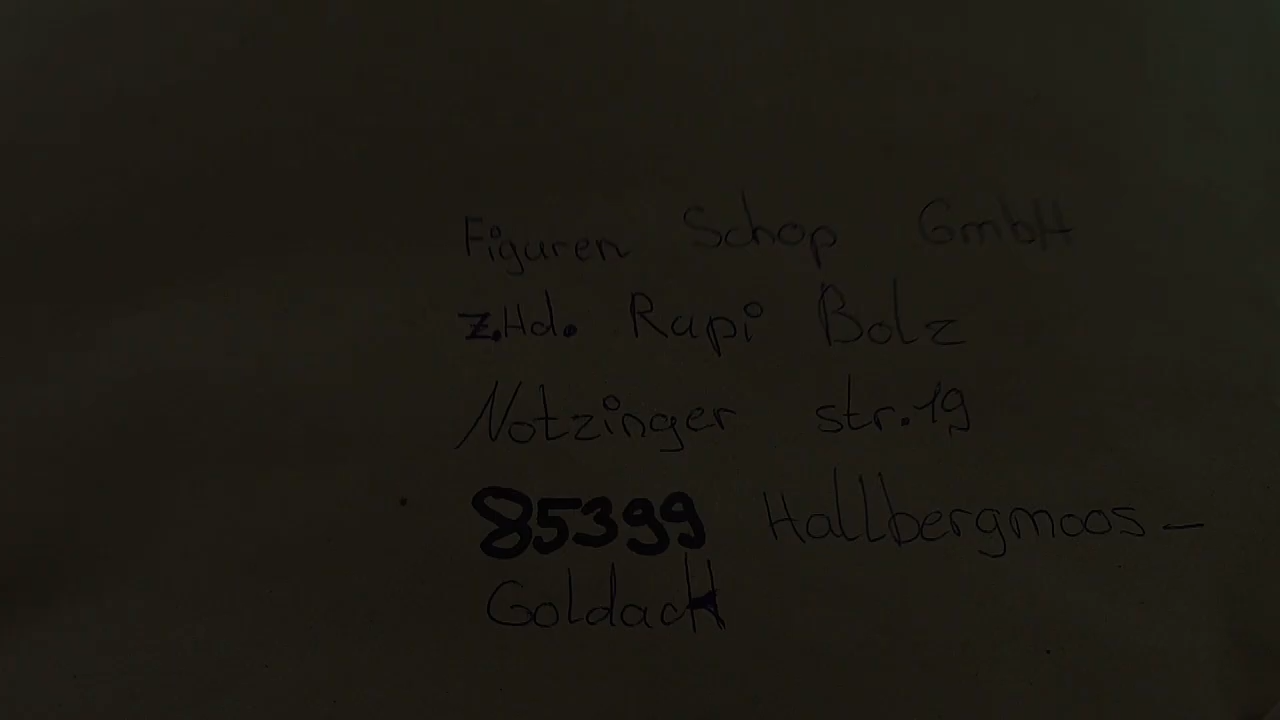 Figuren Schop GmbH
z.Hd. Rapi Bolz
Notzinger str.19
85399 Hallbergmoos-
Goldach